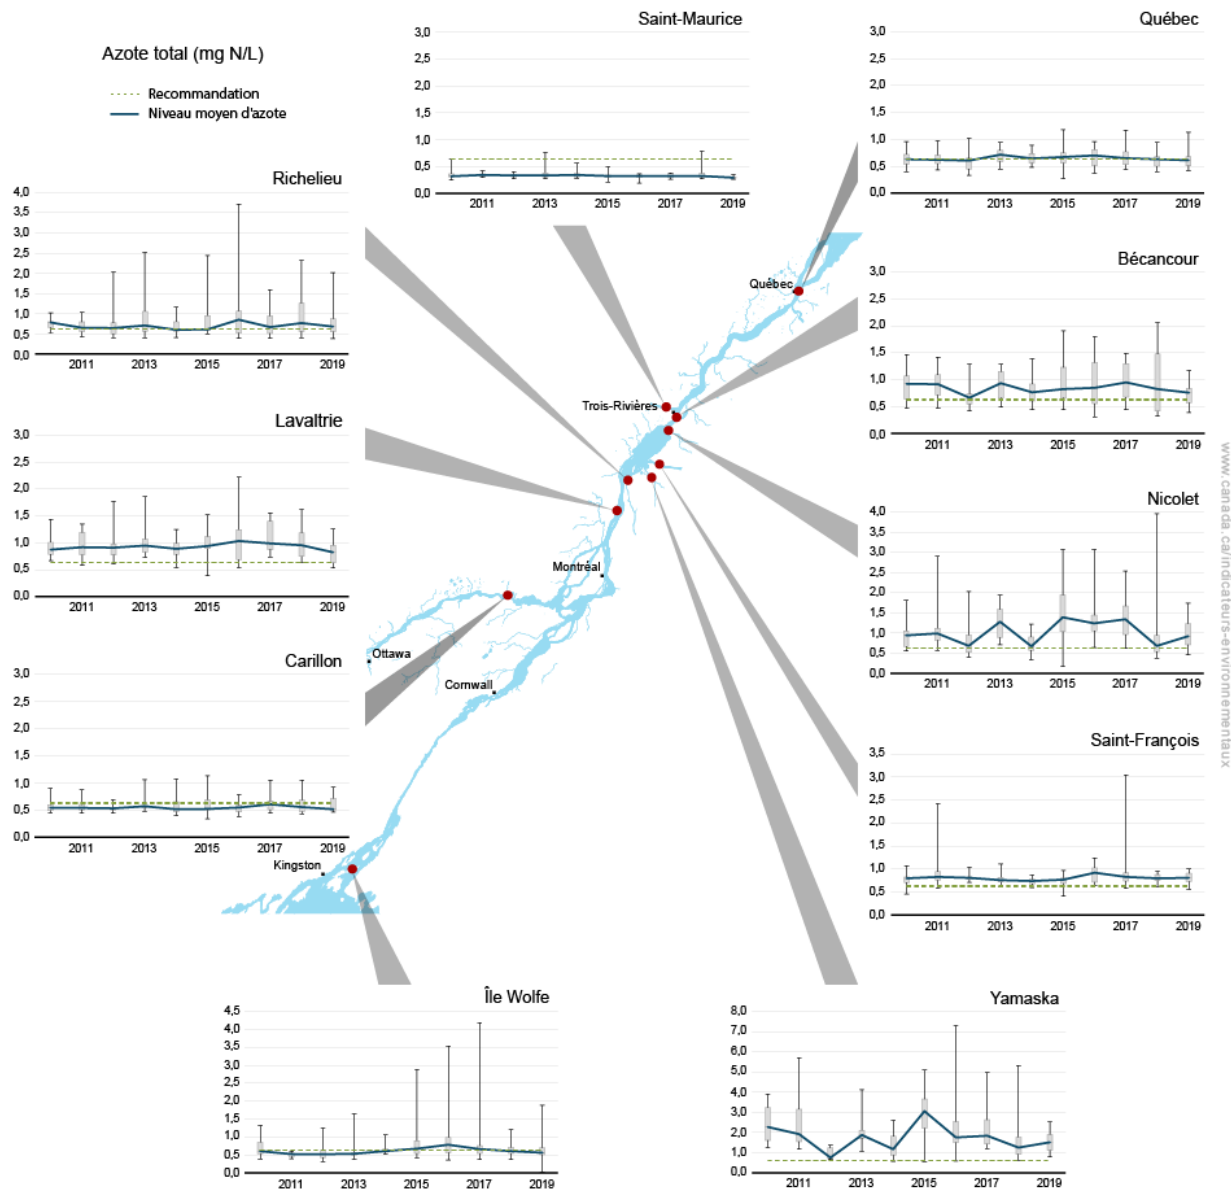 Azote total (mg N/L)
Recommandation
Niveau moyen d'azote
Saint-Maurice
3,0
2,5
2,0
1,5
1,0
0,5
0,0
2011 2013 2015 2017 2019
Québec
3,0
2,5
2,0
1,5
1,0
0,5
0,0
2011 2013 2015 2017 2019
Richelieu
4,0
3,5
3,0
2,5
2,0
1,5
1,0
0,5
0,0
2011 2013 2015 2017 2019
Bécancour
3,0
2,5
2,0
1,5
1,0
0,5
0,0
2011 2013 2015 2017 2019
Lavaltrie
3,0
2,5
2,0
1,5
1,0
0,5
0,0
2011 2013 2015 2017 2019
Nicolet
4,0
3,5
3,0
2,5
2,0
1,5
1,0
0,5
0,0
2011 2013 2015 2017 2019
Carillon
3,0
2,5
2,0
1,5
1,0
0,5
0,0
2011 2013 2015 2017 2019
Saint-François
3,5
3,0
2,5
2,0
1,5
1,0
0,5
0,0
2011 2013 2015 2017 2019
Québec
Trois-Rivières
Montréal
Ottawa
Cornwall
Kingston
Île Wolfe
4,5
4,0
3,5
3,0
2,5
2,0
1,5
1,0
0,5
0,0
2011 2013 2015 2017 2019
Yamaska
8,0
7,0
6,0
5,0
4,0
3,0
2,0
1,0
0,0
2011 2013 2015 2017 2019
www.canada.ca/indicateurs-environnementaux